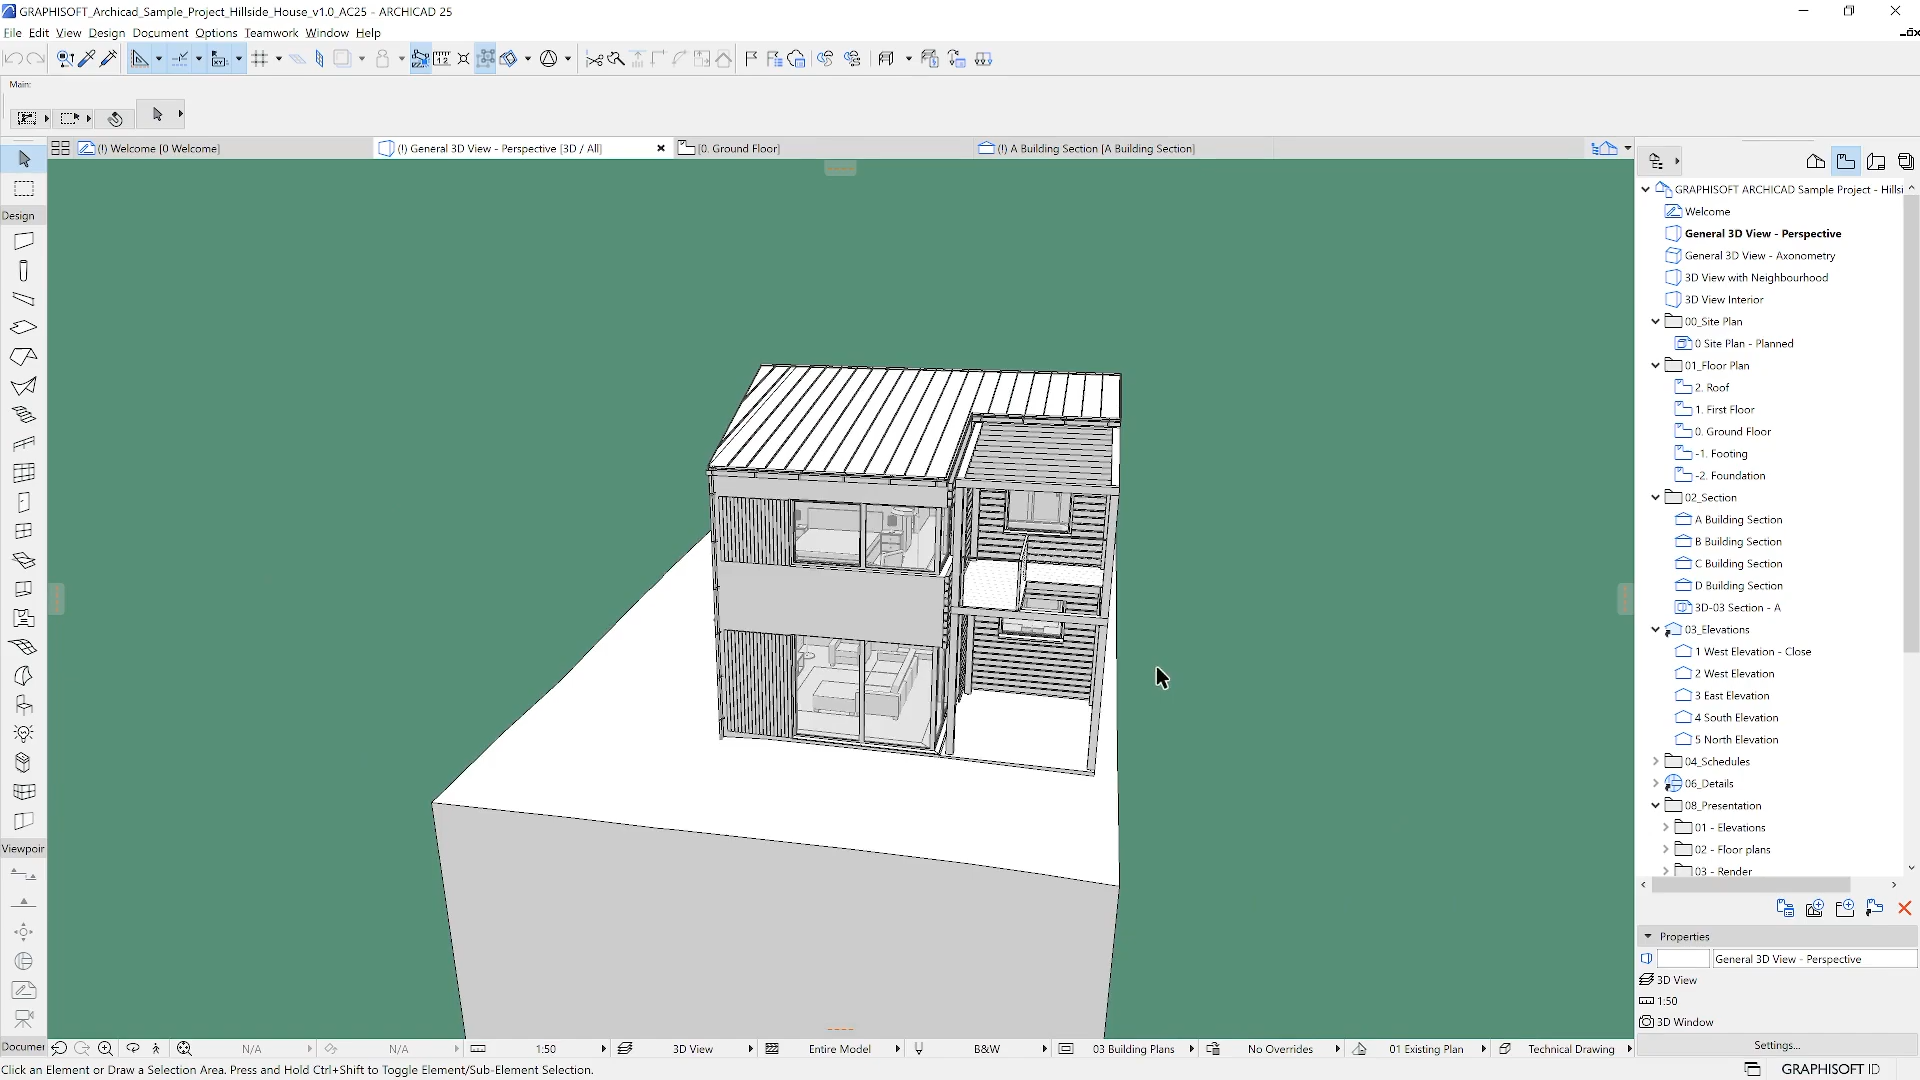 GRAPHISOFT_Archicad_Sample_Project_Hillside_House_v1.0_AC25 - ARCHICAD 25
File Edit View Design Document Options Teamwork Window Help
Main:
(!) Welcome [0 Welcome]
(!) General 3D View - Perspective [3D / All]
[0. Ground Floor]
(!) A Building Section [A Building Section]
Design
Viewpoir
Documer
GRAPHISOFT ARCHICAD Sample Project - Hillsi
Welcome
General 3D View - Perspective
General 3D View - Axonometry
3D View with Neighbourhood
3D View Interior
00_Site Plan
0 Site Plan - Planned
01_Floor Plan
2. Roof
1. First Floor
0. Ground Floor
-1. Footing
-2. Foundation
02_Section
A Building Section
B Building Section
C Building Section
D Building Section
3D-03 Section - A
03_Elevations
1 West Elevation - Close
2 West Elevation
3 East Elevation
4 South Elevation
5 North Elevation
04_Schedules
06_Details
08_Presentation
01 - Elevations
02 - Floor plans
03 - Render
Properties
General 3D View - Perspective
3D View
1:50
3D Window
Settings...
N/A N/A 1:50 3D View Entire Model B&W 03 Building Plans No Overrides 01 Existing Plan Technical Drawing
Click an Element or Draw a Selection Area. Press and Hold Ctrl+Shift to Toggle Element/Sub-Element Selection.
GRAPHISOFT ID